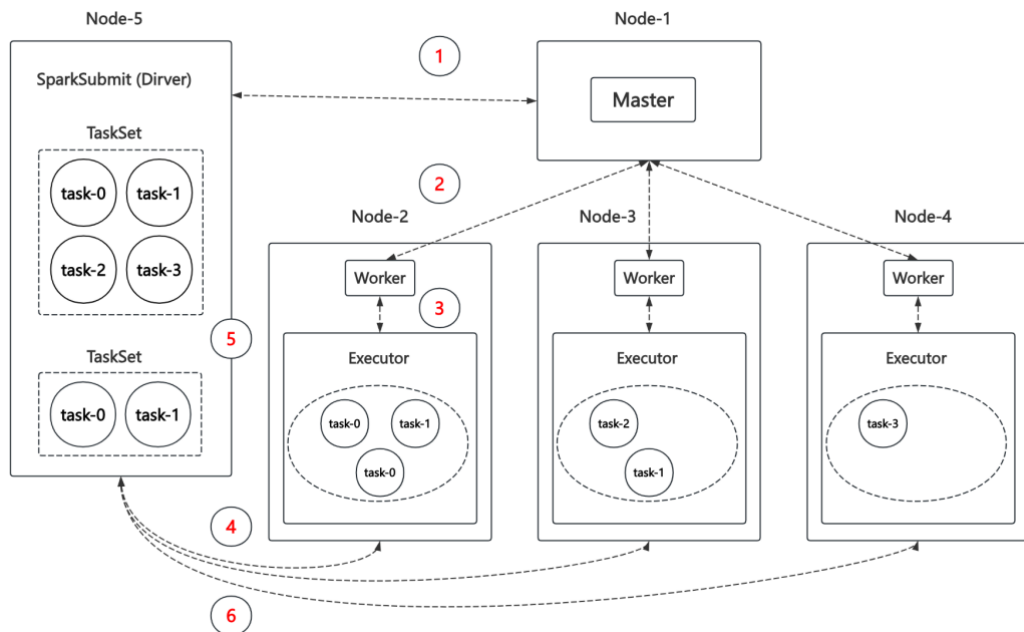 Node-5
Node-1
1
SparkSubmit (Dirver)
Master
TaskSet
task-0
task-1
task-2
task-3
2
Node-2
Node-3
Node-4
Worker
Worker
Worker
3
5
TaskSet
task-0
task-1
Executor
task-0
task-1
task-0
Executor
task-2
task-1
Executor
task-3
4
6